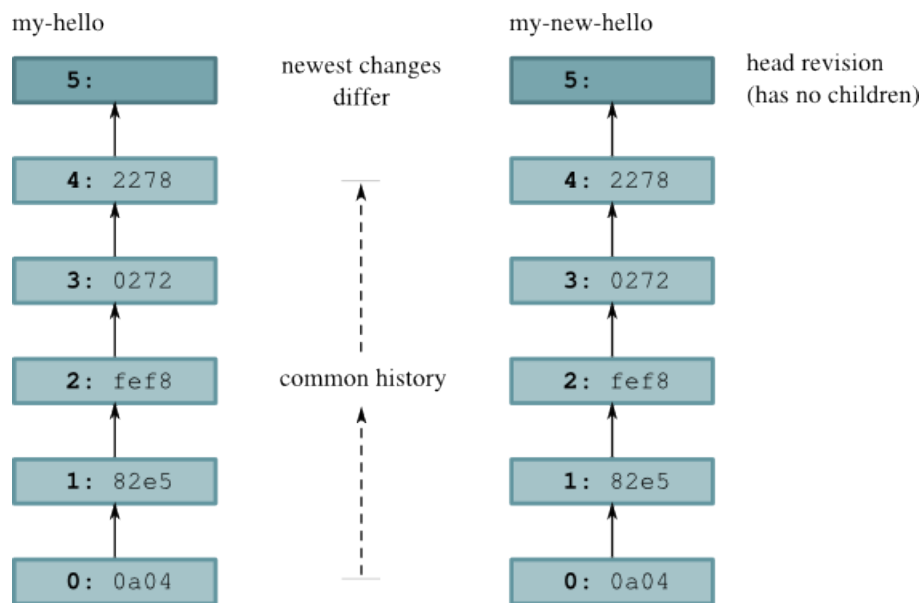 my-hello
5:
4: 2278
3: 0272
2: fef8
1: 82e5
0: 0a04
newest changes
differ
common history
my-new-hello
5:
4: 2278
3: 0272
2: fef8
1: 82e5
0: 0a04
head revision
(has no children)